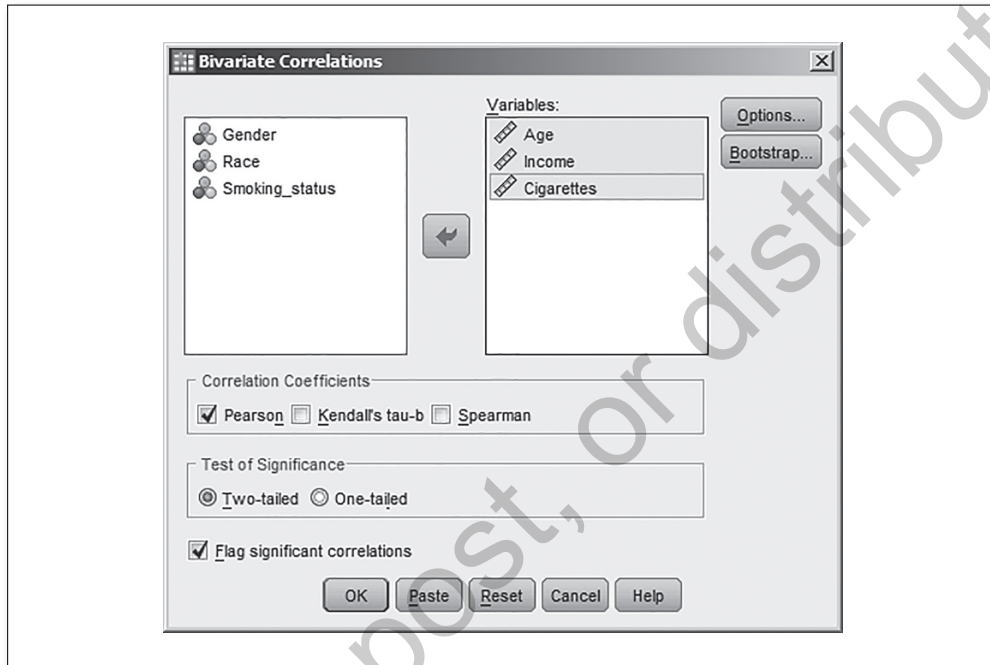 Bivariate Correlations
Gender
Race
Smoking_status
Variables:
Age
Income
Cigarettes
Options...
Bootstrap...
Correlation Coefficients
Pearson Kendall's tau-b Spearman
Test of Significance
Two-tailed One-tailed
Flag significant correlations
OK Paste Reset Cancel Help
post, or distribut